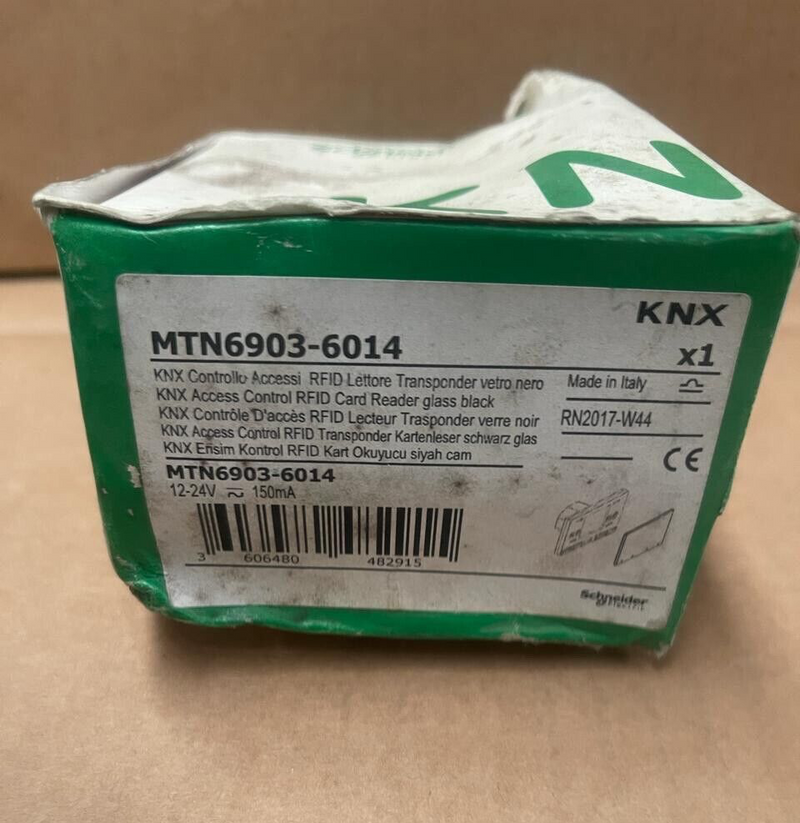 KN
KNX
MTN6903-6014
x1
KNX Controllo Accessi RFID Lettore Transponder vetro nero
Made in Italy
KNX Access Control RFID Card Reader glass black
KNX Contrôle D'accès RFID Lecteur Trasponder verre noir
RN2017-W44
KNX Access Control RFID Transponder Kartenleser schwarz glas
KNX Erisim Kontrol RFID Kart Okuyucu siyah cam
CE
MTN6903-6014
12-24V 150mA
3 606480 482915
Schneider
Electric